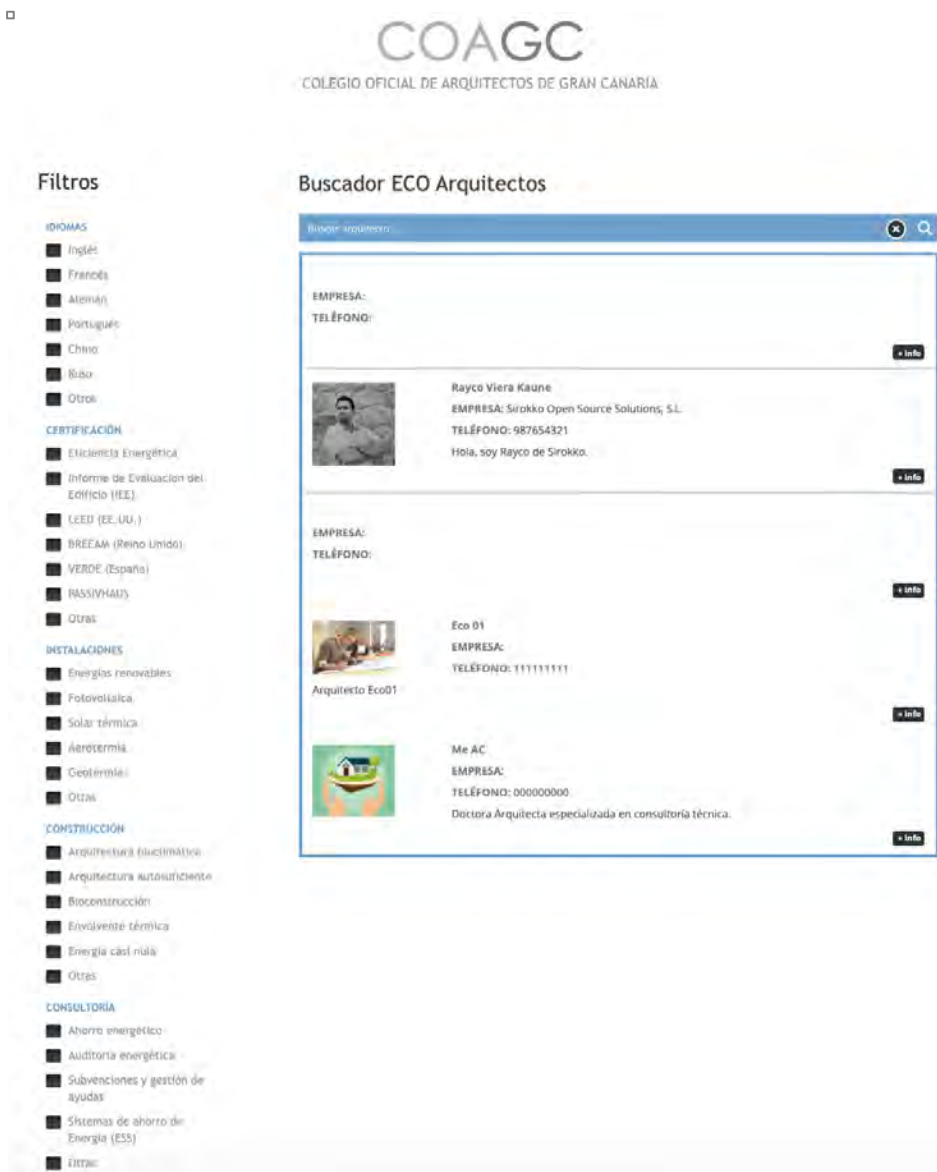 COAGC
COLEGIO OFICIAL DE ARQUITECTOS DE GRAN CANARIA
Filtros
IDIOMAS
Inglés
Francés
Alemán
Portugués
Chino
Ruso
Otros
CERTIFICACIÓN
Eficiencia Energética
Informe de Evaluación del
Edificio (IEE)
LEED (EE.UU.)
BREEAM (Reino Unido)
VERDE (España)
PASSIVHAUS
Otras
INSTALACIONES
Energías renovables
Fotovoltaica
Solar térmica
Aerotermia
Geotermia
Otras
CONSTRUCCIÓN
Arquitectura bioclimática
Arquitectura autosuficiente
Bioconstrucción
Envolvente térmica
Energía casi nula
Otras
CONSULTORÍA
Ahorro energético
Auditoría energética
Subvenciones y gestión de
ayudas
Sistemas de ahorro de
Energía (ESS)
Otras
Buscador ECO Arquitectos
Buscar arquitecto...
EMPRESA:
TELÉFONO:
+ info
Rayco Viera Kaune
EMPRESA: Sirokko Open Source Solutions, S.L.
TELÉFONO: 987654321
Hola, soy Rayco de Sirokko.
+ info
EMPRESA:
TELÉFONO:
+ info
Eco 01
EMPRESA:
TELÉFONO: 111111111
Arquitecto Eco01
+ info
Me AC
EMPRESA:
TELÉFONO: 000000000
Doctora Arquitecta especializada en consultoría técnica.
+ info